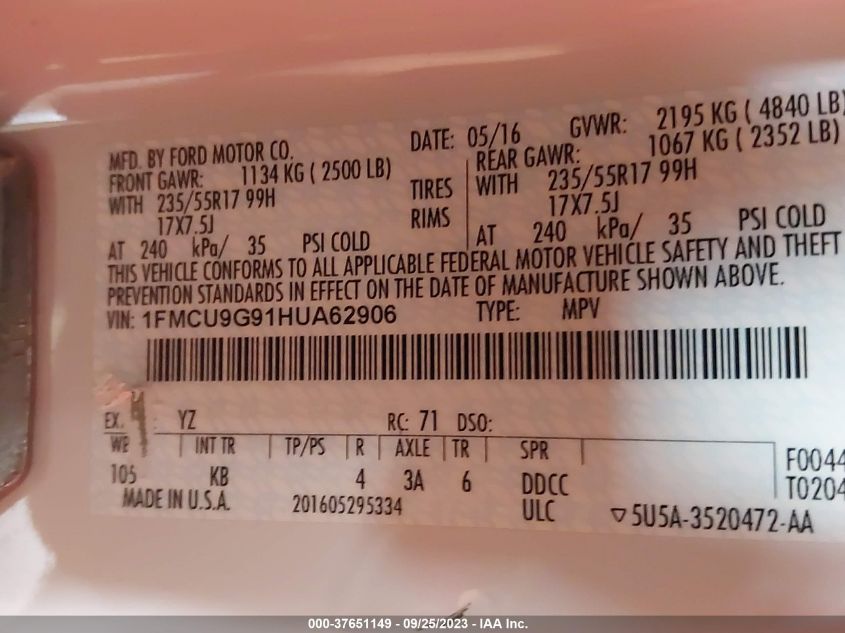 MFD. BY FORD MOTOR CO. DATE: 05/16 GVWR: 2195 KG ( 4840 LB)
FRONT GAWR: 1134 KG ( 2500 LB) REAR GAWR: 1067 KG ( 2352 LB)
WITH 235/55R17 99H TIRES WITH 235/55R17 99H
17X7.5J RIMS 17X7.5J
AT 240 kPa/ 35 PSI COLD AT 240 kPa/ 35 PSI COLD
THIS VEHICLE CONFORMS TO ALL APPLICABLE FEDERAL MOTOR VEHICLE SAFETY AND THEFT
PREVENTION STANDARDS IN EFFECT ON THE DATE OF MANUFACTURE SHOWN ABOVE.
VIN: 1FMCU9G91HUA62906 TYPE: MPV
EX. : YZ RC: 71 DSO:
WB INT TR TP/PS R AXLE TR SPR
105 KB 4 3A 6 DDCC F0044
MADE IN U.S.A. 201605295334 ULC T0204
▽5U5A-3520472-AA
000-37651149 - 09/25/2023 - IAA Inc.